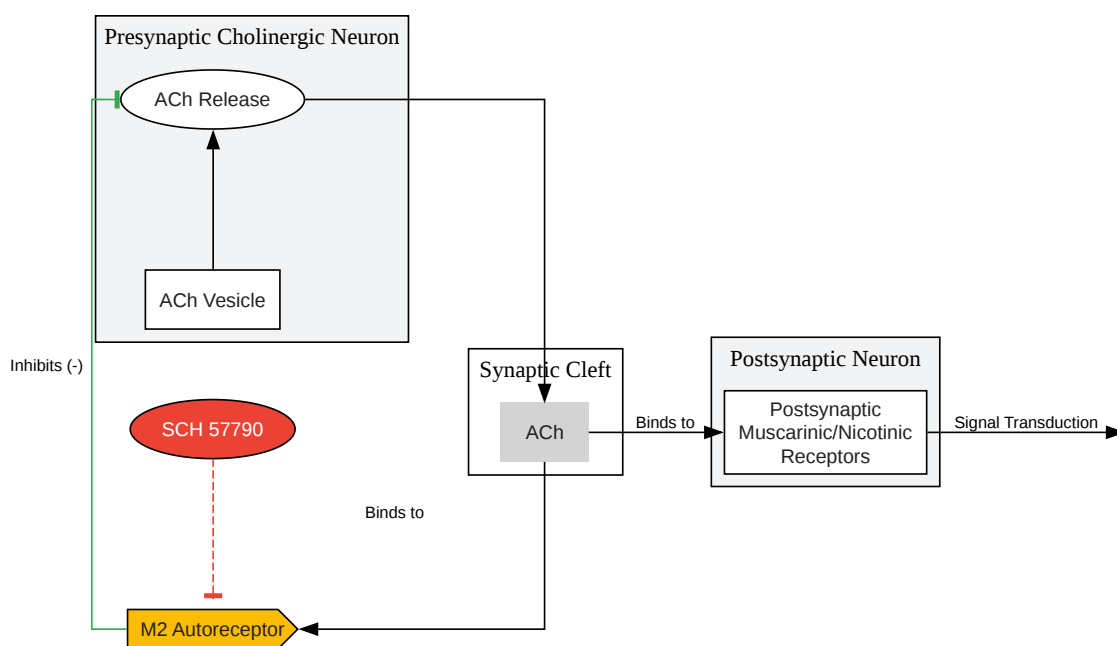 Presynaptic Cholinergic Neuron
ACh Release
ACh Vesicle
Inhibits (-)
Synaptic Cleft
Postsynaptic Neuron
SCH 57790
ACh
Binds to
Postsynaptic
Muscarinic/Nicotinic
Receptors
Signal Transduction
Binds to
M2 Autoreceptor